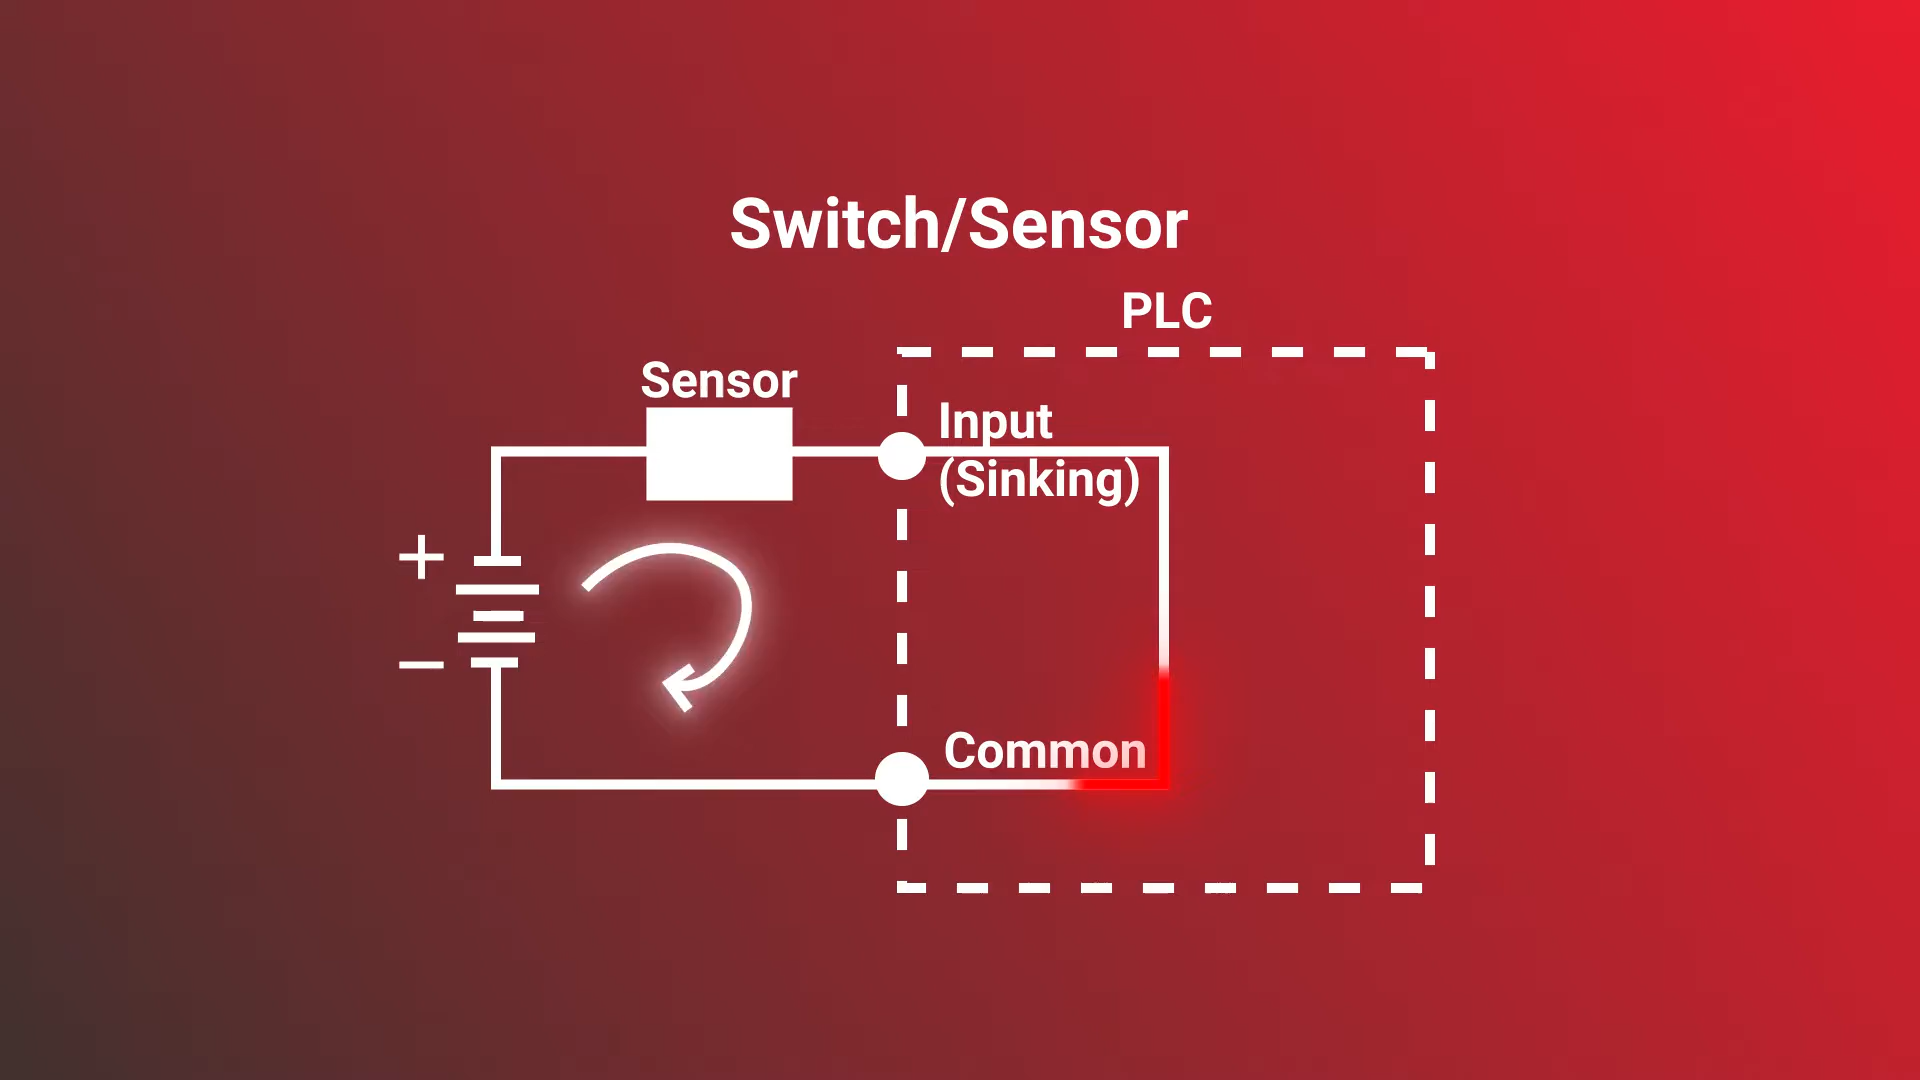 Switch/Sensor
PLC
Sensor
Input
(Sinking)
+
−
Common